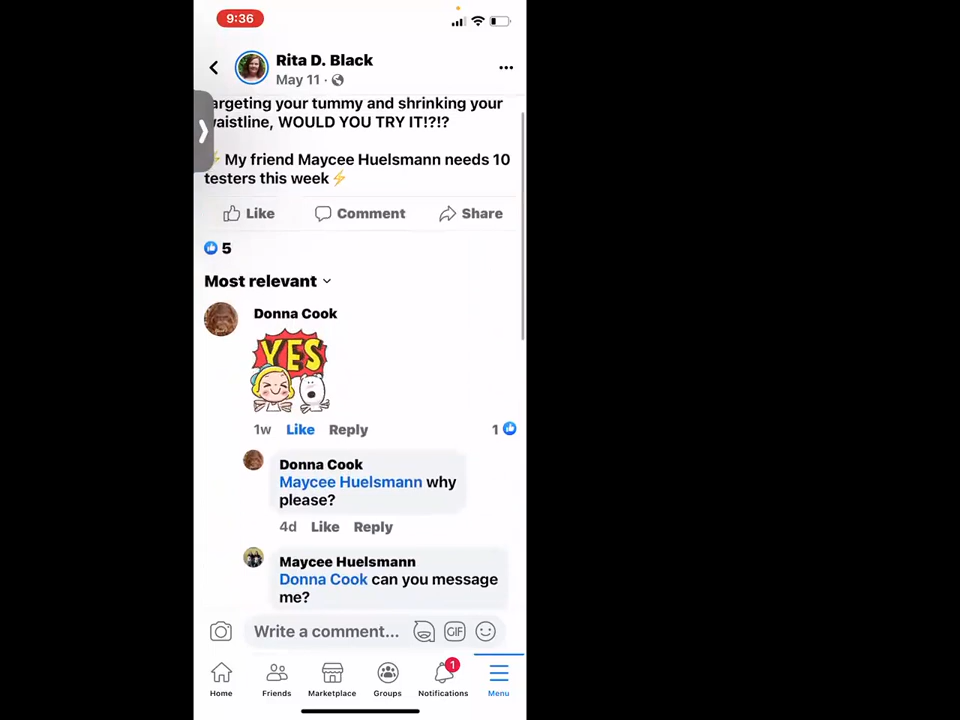 9:36
Rita D. Black
May 11 ·
argeting your tummy and shrinking your
waistline, WOULD YOU TRY IT!?!?
⚡ My friend Maycee Huelsmann needs 10
testers this week⚡
Like Comment Share
5
Most relevant
Donna Cook
YES
1w Like Reply 1
Donna Cook
Maycee Huelsmann why
please?
4d Like Reply
Maycee Huelsmann
Donna Cook can you message
me?
Write a comment... GIF
1
Home Friends Marketplace Groups Notifications Menu